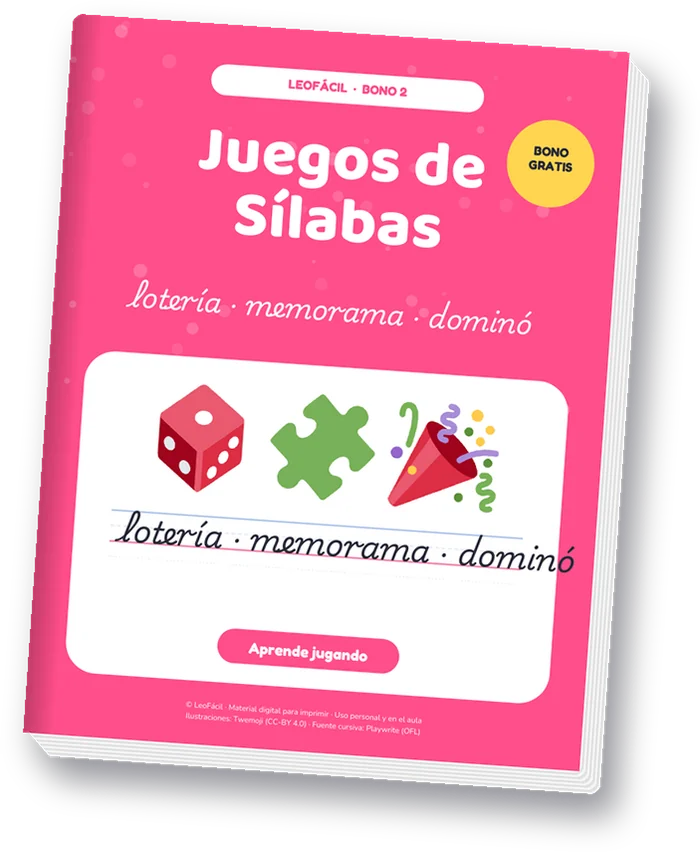 LEOFÁCIL · BONO 2
BONO
GRATIS
Juegos de
Sílabas
lotería · memorama · dominó
lotería · memorama · dominó
Aprende jugando
© LeoFácil · Material digital para imprimir · Uso personal y en el aula
Ilustraciones: Twemoji (CC-BY 4.0) · Fuente cursiva: Playwrite (OFL)